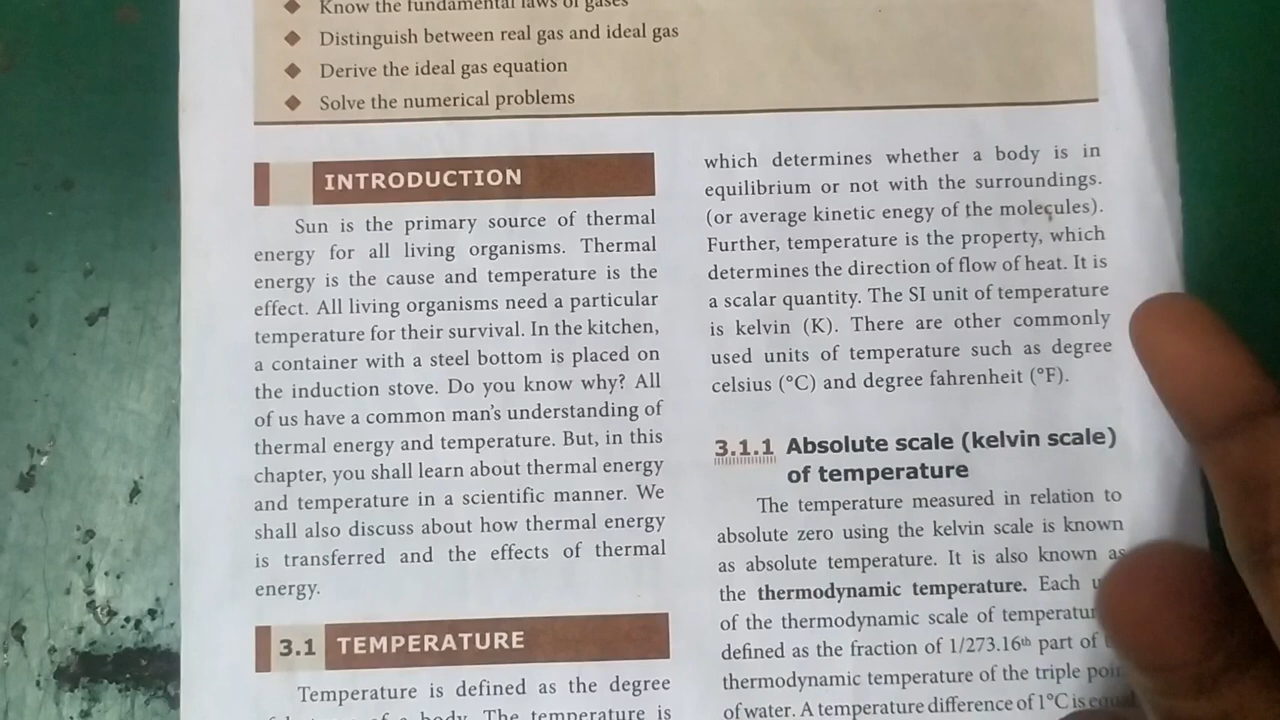 Know the fundamental laws of gases
Distinguish between real gas and ideal gas
Derive the ideal gas equation
Solve the numerical problems
INTRODUCTION
Sun is the primary source of thermal
energy for all living organisms. Thermal
energy is the cause and temperature is the
effect. All living organisms need a particular
temperature for their survival. In the kitchen,
a container with a steel bottom is placed on
the induction stove. Do you know why? All
of us have a common man's understanding of
thermal energy and temperature. But, in this
chapter, you shall learn about thermal energy
and temperature in a scientific manner. We
shall also discuss about how thermal energy
is transferred and the effects of thermal
energy.
3.1 TEMPERATURE
Temperature is defined as the degree
body. The temperature is
which determines whether a body is in
equilibrium or not with the surroundings.
(or average kinetic enegy of the molecules).
Further, temperature is the property, which
determines the direction of flow of heat. It is
a scalar quantity. The SI unit of temperature
is kelvin (K). There are other commonly
used units of temperature such as degree
celsius (°C) and degree fahrenheit (°F).
3.1.1 Absolute scale (kelvin scale)
of temperature
The temperature measured in relation to
absolute zero using the kelvin scale is known
as absolute temperature. It is also known as
the thermodynamic temperature. Each
of the thermodynamic scale of
defined as the fraction of 1/273.16th part of
thermodynamic temperature of the triple
of water. A temperature difference of 1°C is equal